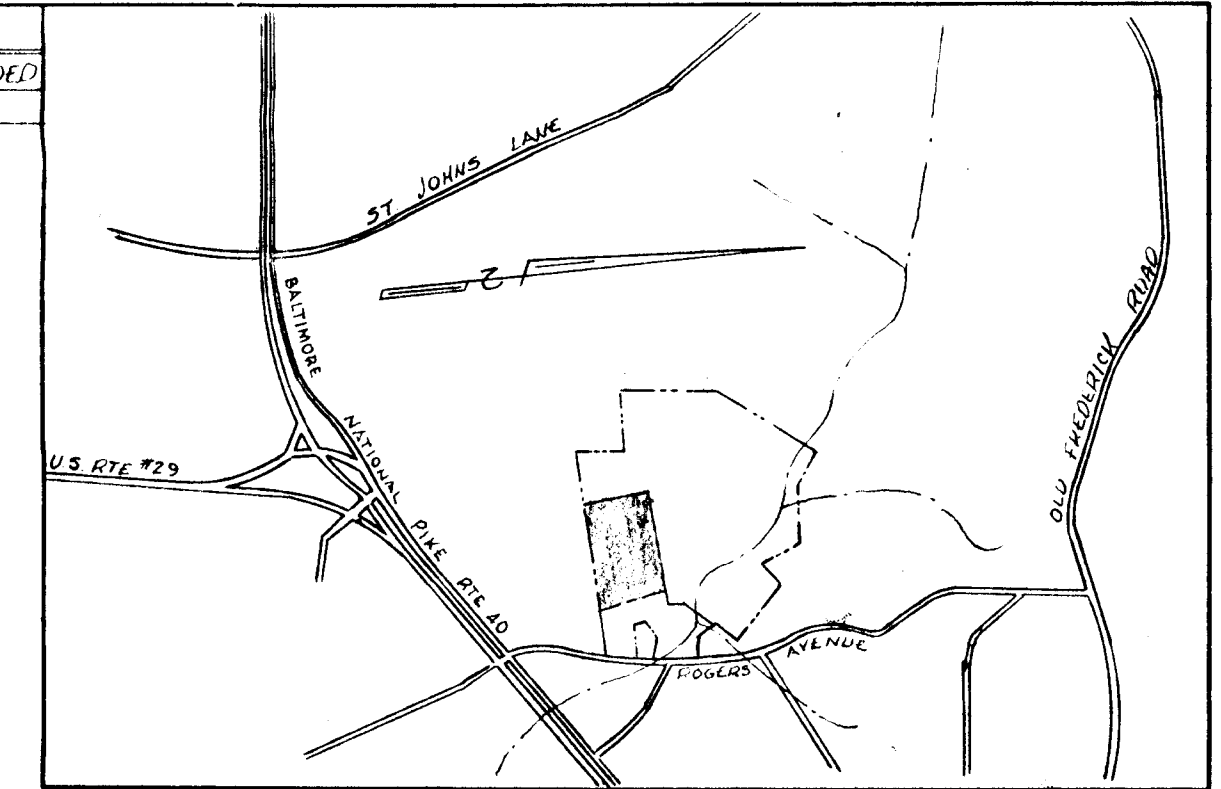 DED
ST. JOHNS LANE
BALTIMORE NATIONAL PIKE RTE 40
U.S. RTE #29
OLD FREDERICK ROAD
ROGERS AVENUE
N